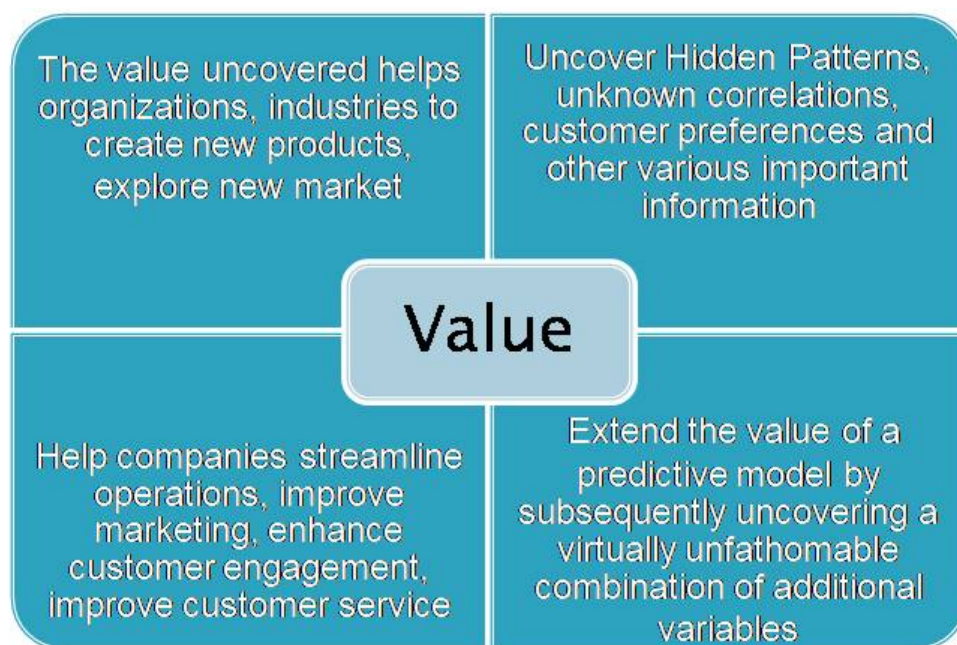 The value uncovered helps
organizations, industries to
create new products,
explore new market
Uncover Hidden Patterns,
unknown correlations,
customer preferences and
other various important
information
Value
Help companies streamline
operations, improve
marketing, enhance
customer engagement,
improve customer service
Extend the value of a
predictive model by
subsequently uncovering a
virtually unfathomable
combination of additional
variables